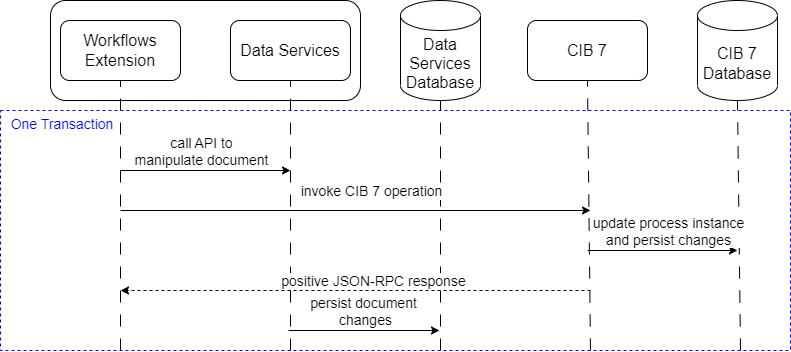 Workflows
Extension
Data Services
Data
Services
Database
CIB 7
CIB 7
Database
One Transaction
call API to
manipulate document
invoke CIB 7 operation
update process instance
and persist changes
positive JSON-RPC response
persist document
changes